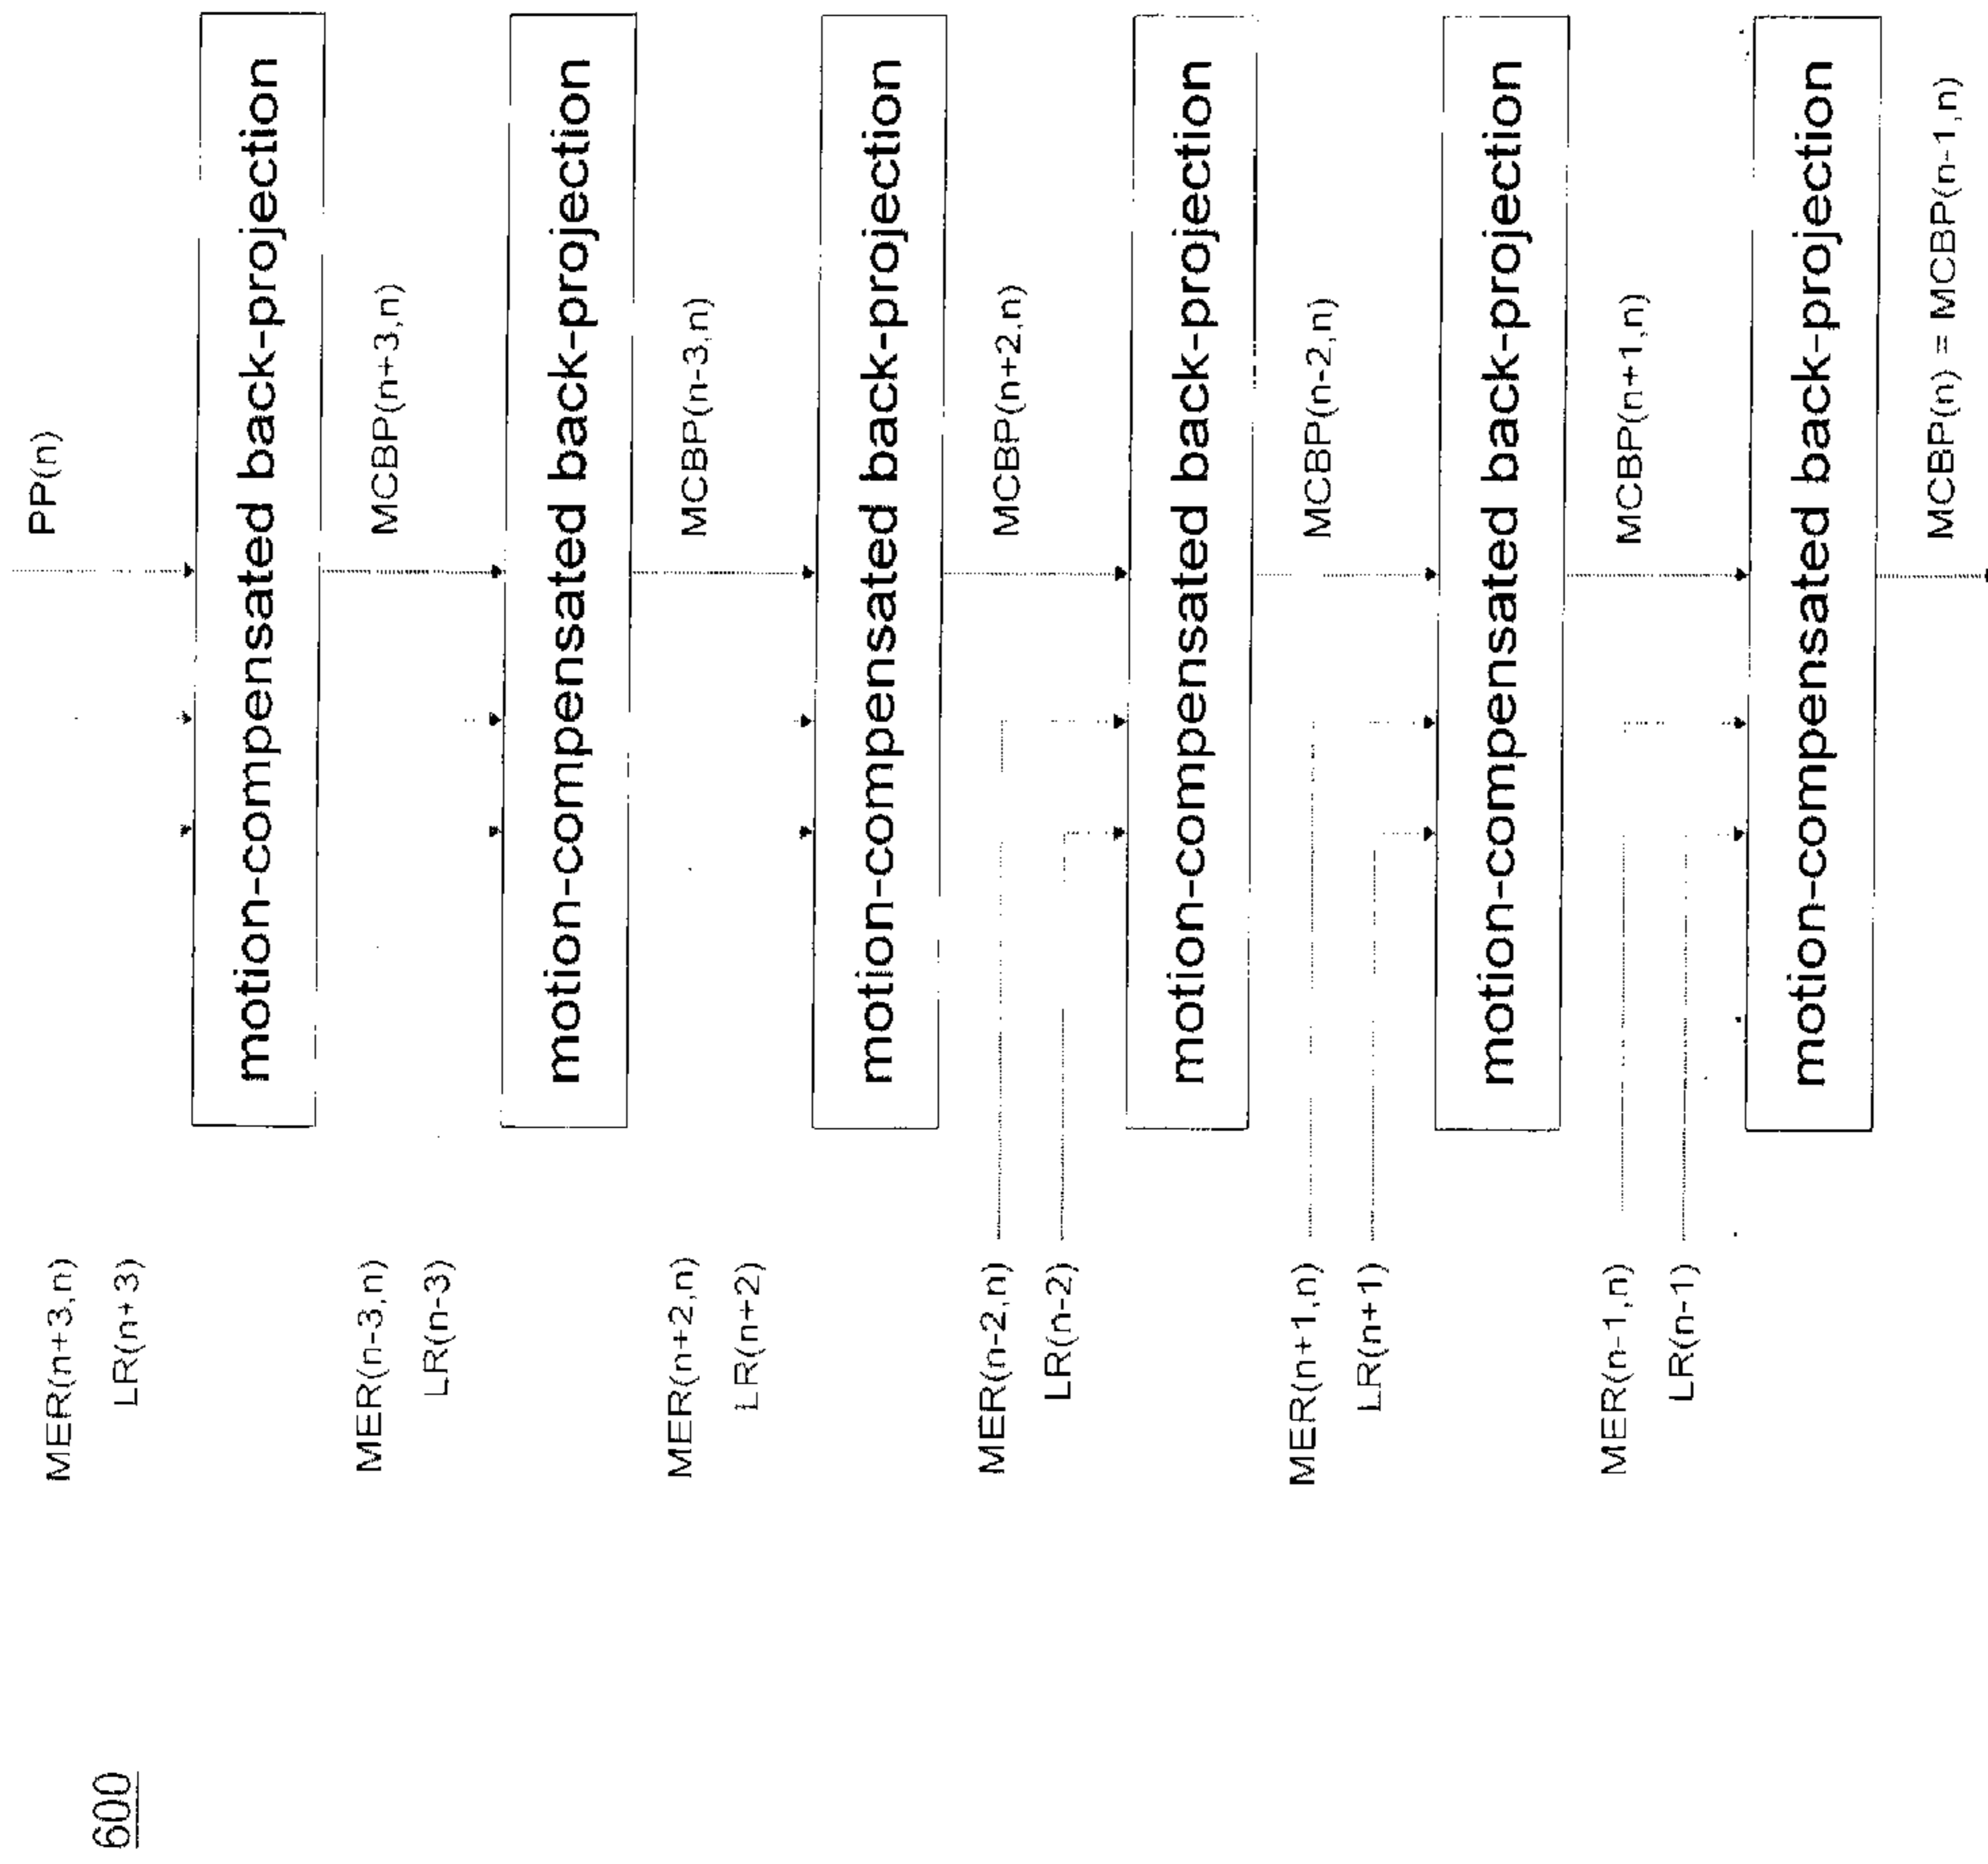 600
PP(n)
MER(n+3,n)
LR(n+3)
motion-compensated back-projection
MCBP(n+3,n)
MER(n-3,n)
LR(n-3)
motion-compensated back-projection
MCBP(n-3,n)
MER(n+2,n)
LR(n+2)
motion-compensated back-projection
MCBP(n+2,n)
MER(n-2,n)
LR(n-2)
motion-compensated back-projection
MCBP(n-2,n)
MER(n+1,n)
LR(n+1)
motion-compensated back-projection
MCBP(n+1,n)
MER(n-1,n)
LR(n-1)
motion-compensated back-projection
MCBP(n) = MCBP(n-1,n)